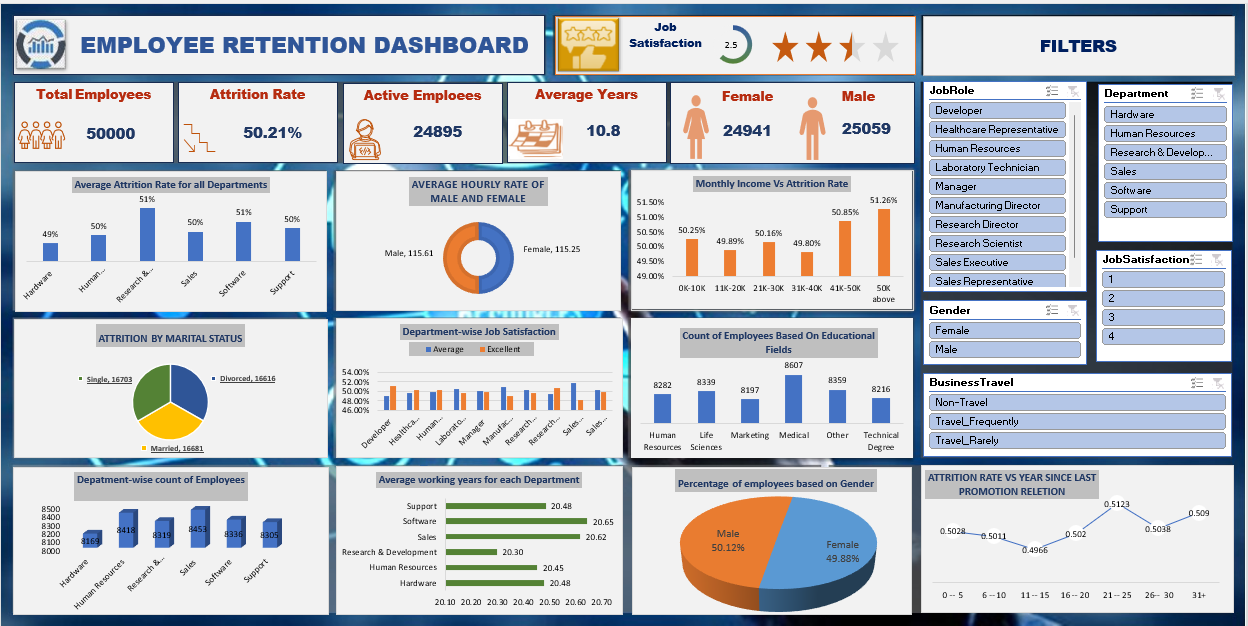 EMPLOYEE RETENTION DASHBOARD
Job
Satisfaction
2.5
FILTERS
Total Employees
50000
Attrition Rate
50.21%
Active Emploees
24895
Average Years
10.8
Female
24941
Male
25059
JobRole
Developer
Healthcare Representative
Human Resources
Laboratory Technician
Manager
Manufacturing Director
Research Director
Research Scientist
Sales Executive
Sales Representative
Department
Hardware
Human Resources
Research & Develop...
Sales
Software
Support
JobSatisfaction
1
2
3
4
Gender
Female
Male
BusinessTravel
Non-Travel
Travel_Frequently
Travel_Rarely
Average Attrition Rate for all Departments
49%
50%
51%
50%
51%
50%
Hardware
Human...
Research &...
Sales
Software
Support
AVERAGE HOURLY RATE OF
MALE AND FEMALE
Male, 115.61
Female, 115.25
Monthly Income Vs Attrition Rate
51.50%
51.00%
50.50%
50.00%
49.50%
49.00%
50.25%
49.89%
50.16%
49.80%
50.85%
51.26%
0K-10K
11K-20K
21K-30K
31K-40K
41K-50K
50K
above
ATTRITION BY MARITAL STATUS
Single, 16703
Divorced, 16616
Married, 16681
Department-wise Job Satisfaction
Average
Excellent
54.00%
52.00%
50.00%
48.00%
46.00%
Developer
Healthca...
Human...
Laborato...
Manager
Manufac...
Research...
Research...
Sales...
Sales...
Count of Employees Based On Educational
Fields
8282
8339
8197
8607
8359
8216
Human
Resources
Life
Sciences
Marketing
Medical
Other
Technical
Degree
Depatment-wise count of Employees
8500
8400
8300
8200
8100
8000
8169
8418
8319
8453
8336
8305
Hardware
Human Resources
Research &...
Sales
Software
Support
Average working years for each Department
Support
20.48
Software
20.65
Sales
20.62
Research & Development
20.30
Human Resources
20.45
Hardware
20.48
20.10 20.20 20.30 20.40 20.50 20.60 20.70
Percentage of employees based on Gender
Male
50.12%
Female
49.88%
ATTRITION RATE VS YEAR SINCE LAST
PROMOTION RELETION
0.5028
0.5011
0.4966
0.502
0.5123
0.5038
0.509
0 -- 5
6 --10
11 -- 15
16 -- 20
21 -- 25
26-- 30
31+